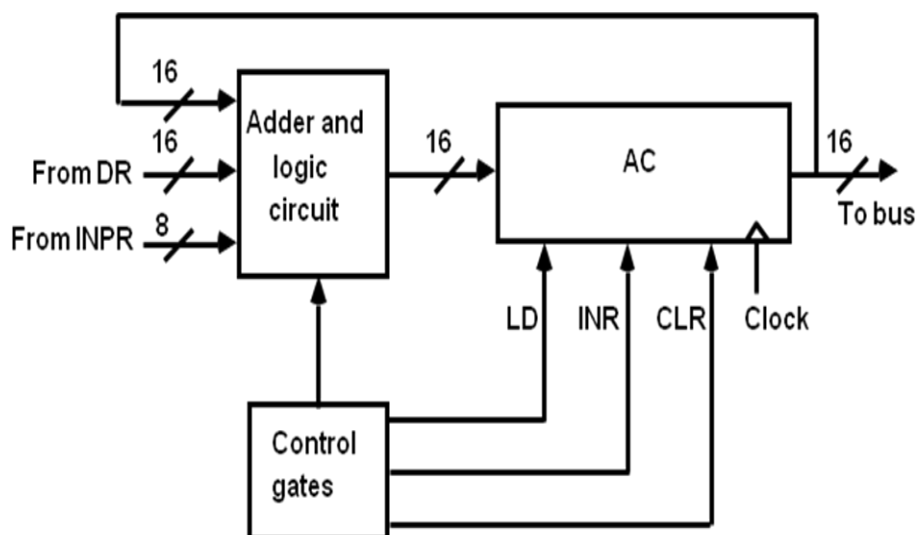 16
16
From DR
8
From INPR
Adder and
logic
circuit
16
AC
16
To bus
LD
INR
CLR
Clock
Control
gates